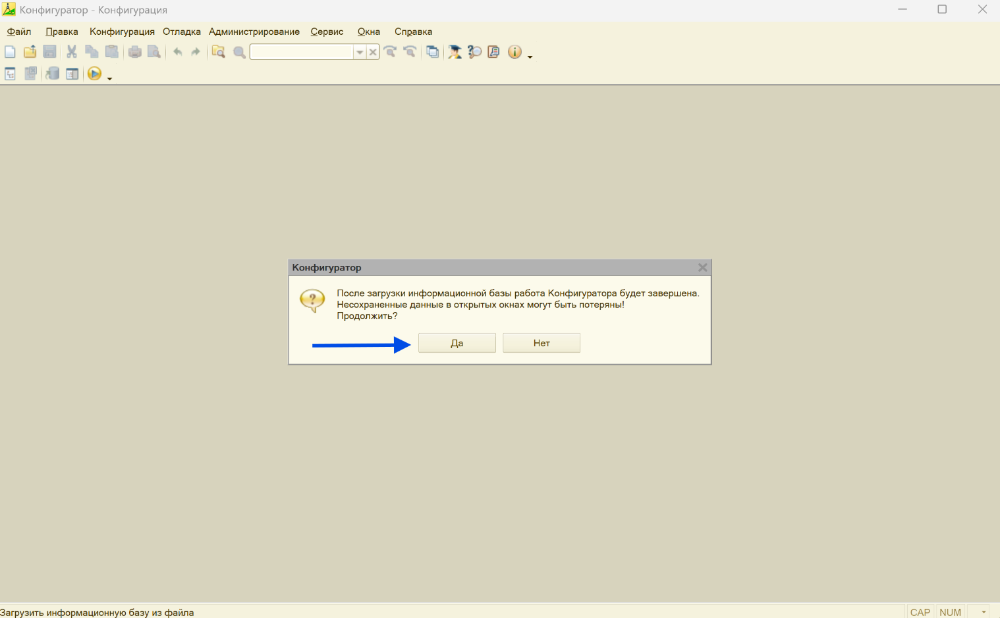 Конфигуратор - Конфигурация
Файл Правка Конфигурация Отладка Администрирование Сервис Окна Справка
Конфигуратор
После загрузки информационной базы работа Конфигуратора будет завершена.
Несохраненные данные в открытых окнах могут быть потеряны!
Продолжить?
Да Нет
Загрузить информационную базу из файла CAP NUM